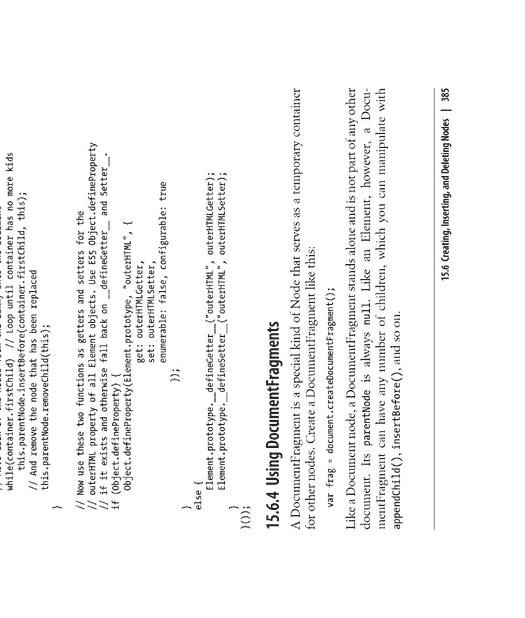 while(container.firstChild)  // Loop until container has no more kids
this.parentNode.insertBefore(container.firstChild, this);
// And remove the node that has been replaced
this.parentNode.removeChild(this);
}
// Now use these two functions as getters and setters for the
// outerHTML property of all Element objects. Use ES5 Object.defineProperty
// if it exists and otherwise fall back on __defineGetter__ and Setter__.
if (Object.defineProperty) {
Object.defineProperty(Element.prototype, "outerHTML", {
get: outerHTMLGetter,
set: outerHTMLSetter,
enumerable: false, configurable: true
});
}
else {
Element.prototype.__defineGetter__("outerHTML", outerHTMLGetter);
Element.prototype.__defineSetter__("outerHTML", outerHTMLSetter);
}
}());
15.6.4 Using DocumentFragments
A DocumentFragment is a special kind of Node that serves as a temporary container
for other nodes. Create a DocumentFragment like this:
var frag = document.createDocumentFragment();
Like a Document node, a DocumentFragment stands alone and is not part of any other
document. Its parentNode is always null. Like an Element, however, a Docu-
mentFragment can have any number of children, which you can manipulate with
appendChild(), insertBefore(), and so on.
15.6 Creating, Inserting, and Deleting Nodes | 385